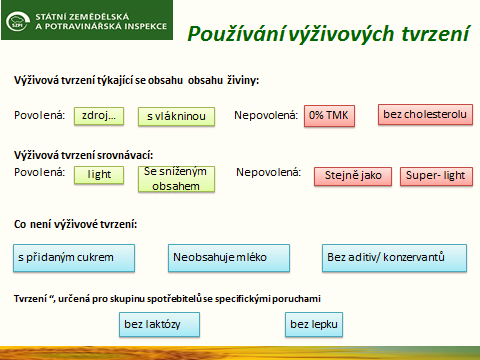 STÁTNÍ ZEMĚDĚLSKÁ
A POTRAVINÁŘSKÁ INSPEKCE
SZPI
Používání výživových tvrzení
Výživová tvrzení týkající se obsahu obsahu živiny:
Povolená: zdroj... s vlákninou Nepovolená: 0% TMK bez cholesterolu
Výživová tvrzení srovnávací:
Povolená: light Se sníženým obsahem Nepovolená: Stejně jako Super- light
Co není výživové tvrzení:
s přidaným cukrem Neobsahuje mléko Bez aditiv/ konzervantů
Tvrzení “, určená pro skupinu spotřebitelů se specifickými poruchami
bez laktózy bez lepku